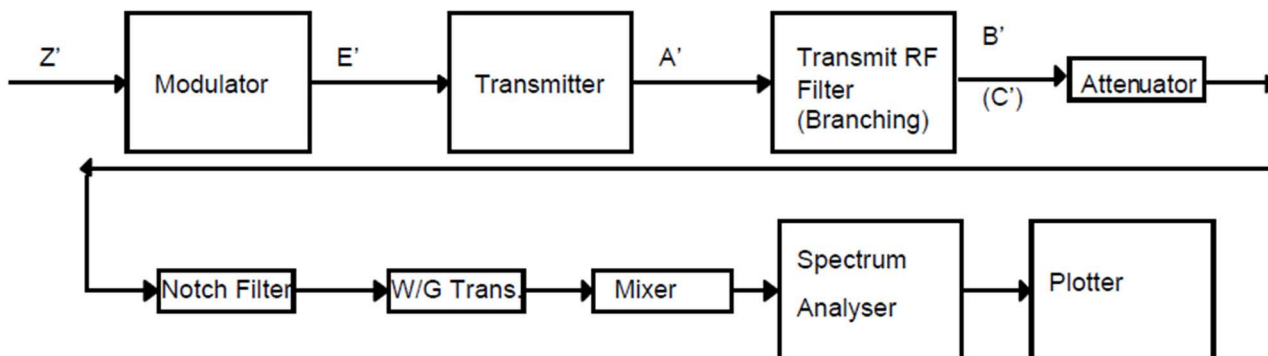 Z'
Modulator
E'
Transmitter
A'
Transmit RF
Filter
(Branching)
B'
(C')
Attenuator
Notch Filter
W/G Trans.
Mixer
Spectrum
Analyser
Plotter